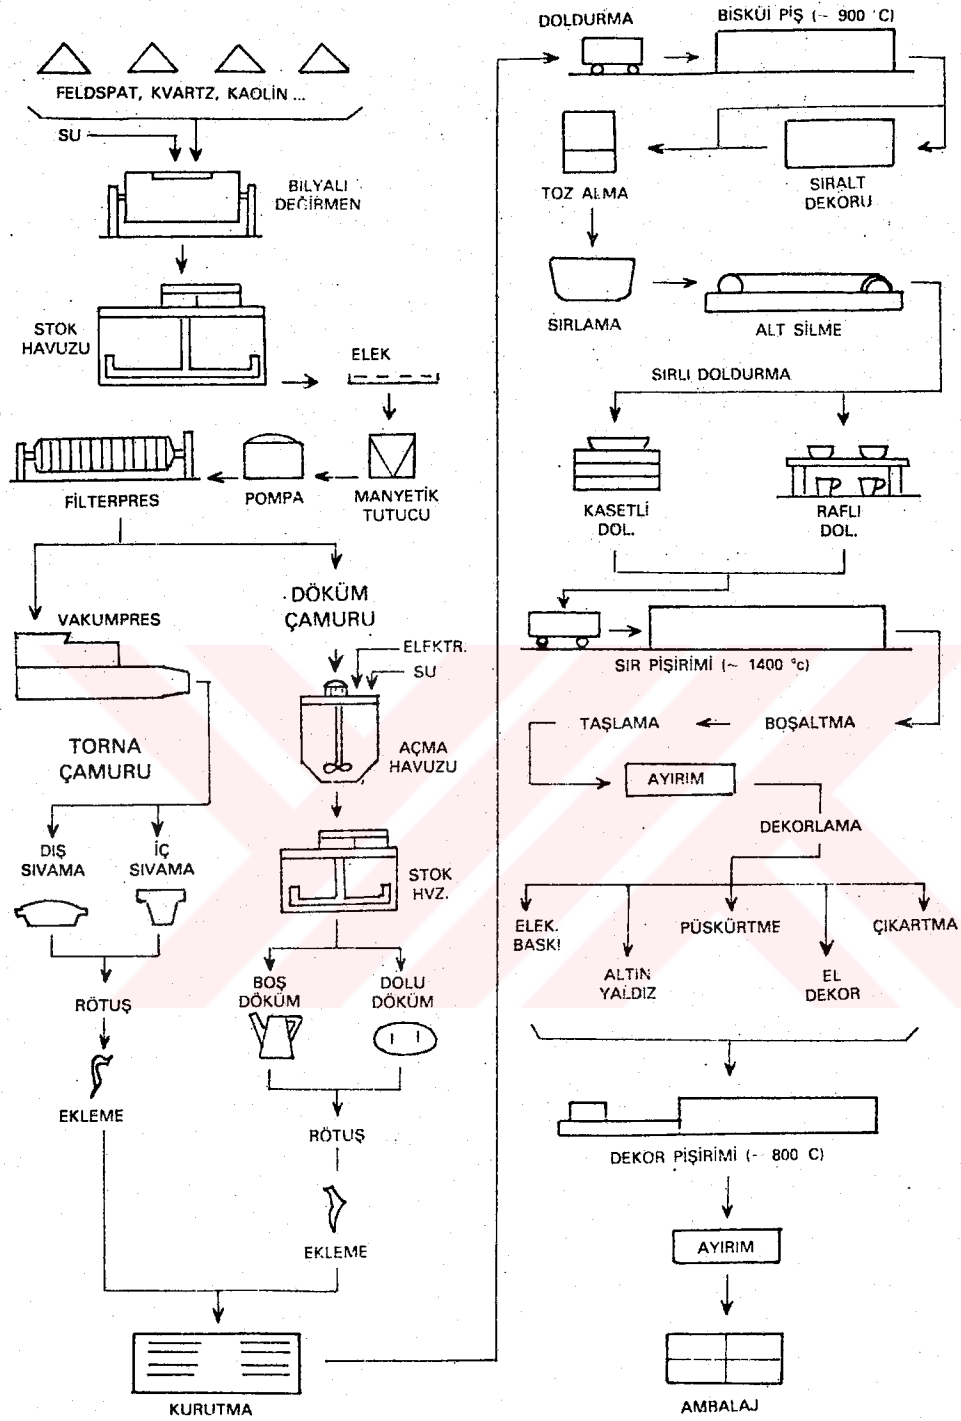 FELDSPAT, KVARTZ, KAOLİN ...
SU
BİLYALI
DEĞİRMEN
STOK
HAVUZU
ELEK
FİLTERPRES
POMPA
MANYETİK
TUTUCU
VAKUMPRES
DÖKÜM
ÇAMURU
ELEKTR.
SU
TORNA
ÇAMURU
AÇMA
HAVUZU
DIŞ
SIVAMA
İÇ
SIVAMA
STOK
HVZ.
RÖTUŞ
BOŞ
DÖKÜM
DOLU
DÖKÜM
EKLEME
RÖTUŞ
EKLEME
KURUTMA
DOLDURMA
BİSKÜİ PİŞ (~ 900 °C)
TOZ ALMA
SIRALT
DEKORU
SIRLAMA
ALT SİLME
SIRLI DOLDURMA
KASETLİ
DOL.
RAFLI
DOL.
SIR PİŞİRİMİ (~ 1400 °c)
TAŞLAMA
BOŞALTMA
AYIRIM
DEKORLAMA
ELEK.
BASKI
PÜSKÜRTME
ÇIKARTMA
ALTIN
YALDIZ
EL
DEKOR
DEKOR PİŞİRİMİ (~ 800 C)
AYIRIM
AMBALAJ